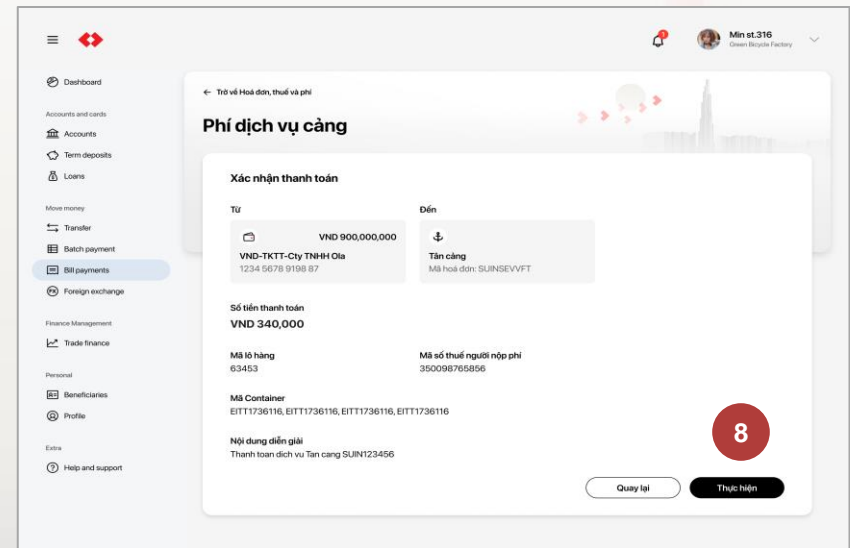 1
Min st.316
Green Bicycle Factory
Dashboard
Accounts and cards
Accounts
Term deposits
Loans
Move money
Transfer
Batch payment
Bill payments
FX
Foreign exchange
Finance Management
Trade finance
Personal
Beneficiaries
Profile
Extra
Help and support
Trở về Hoá đơn, thuế và phí
Phí dịch vụ cảng
Xác nhận thanh toán
Từ
Đến
VND 900,000,000
VND-TKTT-Cty TNHH Ola
1234 5678 9198 87
Tân cảng
Mã hoá đơn: SUINSEVVFT
Số tiền thanh toán
VND 340,000
Mã lô hàng
Mã số thuế người nộp phí
63453
350098765856
Mã Container
EITT1736116, EITT1736116, EITT1736116, EITT1736116
Nội dung diễn giải
Thanh toan dich vu Tan cang SUIN123456
8
Quay lại
Thực hiện